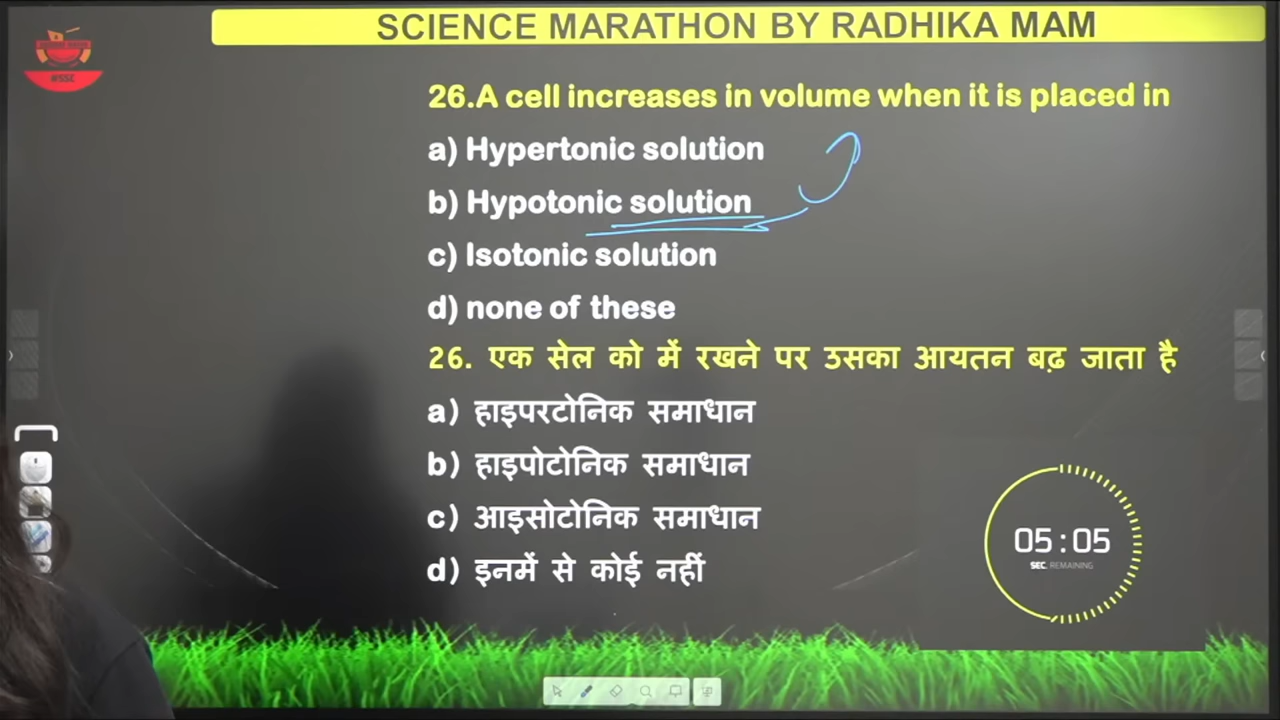 SCIENCE MARATHON BY RADHIKA MAM
26.A cell increases in volume when it is placed in
a) Hypertonic solution
b) Hypotonic solution
c) Isotonic solution
d) none of these
26. एक सेल को में रखने पर उसका आयतन बढ़ जाता है
a) हाइपरटोनिक समाधान
b) हाइपोटोनिक समाधान
c) आइसोटोनिक समाधान
d) इनमें से कोई नहीं
05:05
SEC. REMAINING